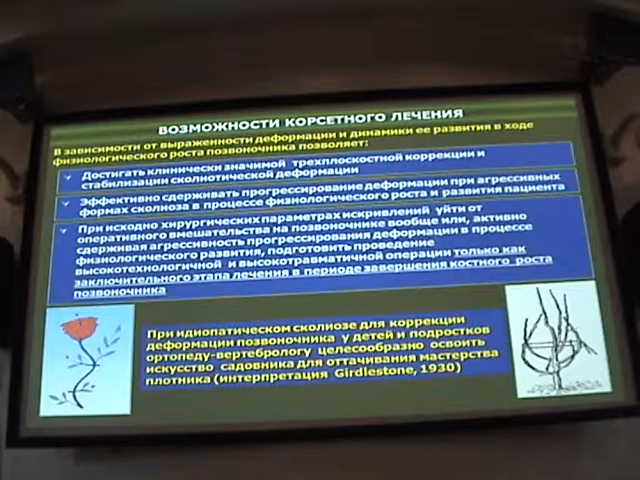 ВОЗМОЖНОСТИ КОРСЕТНОГО ЛЕЧЕНИЯ
В зависимости от выраженности деформации и динамики ее развития в ходе
физиологического роста позвоночника позволяет:
Достигать клинически значимой трехплоскостной коррекции и
стабилизации сколиотической деформации
Эффективно сдерживать прогрессирование деформации при агрессивных
формах сколиоза в процессе физиологического роста и развития пациента
При исходно хирургических параметрах искривлений уйти от
оперативного вмешательства на позвоночнике вообще или, активно
сдерживая агрессивность прогрессирования деформации в процессе
физиологического развития, подготовить проведение
высокотехнологичной и высокотравматичной операции только как
заключительного этапа лечения в периоде завершения костного роста
позвоночника
При идиопатическом сколиозе для коррекции
деформации позвоночника у детей и подростков
ортопеду-вертебрологу целесообразно освоить
искусство садовника для оттачивания мастерства
плотника (интерпретация Girdlestone, 1930)